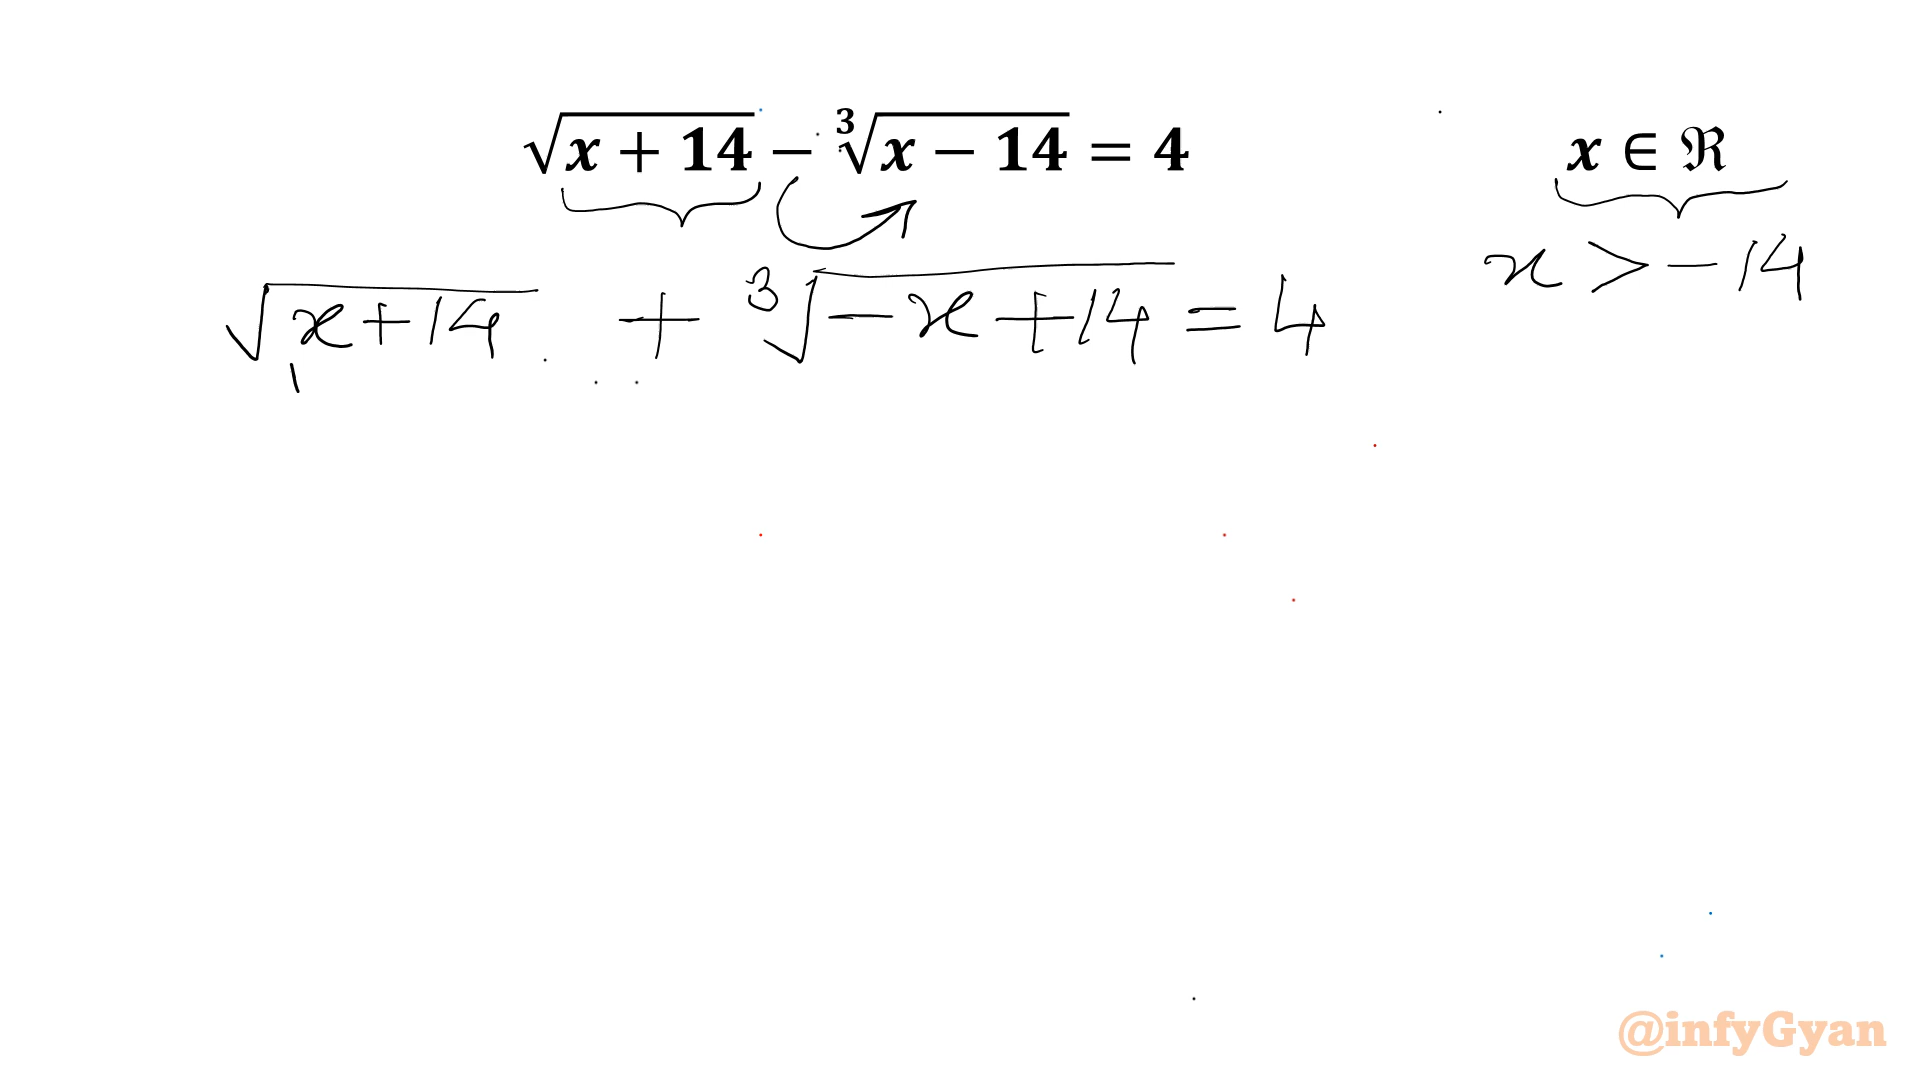 √(x + 14) − ∛(x − 14) = 4 x ∈ ℜ
√(x+14) + ∛(−x+14) = 4 x > −14
@infyGyan